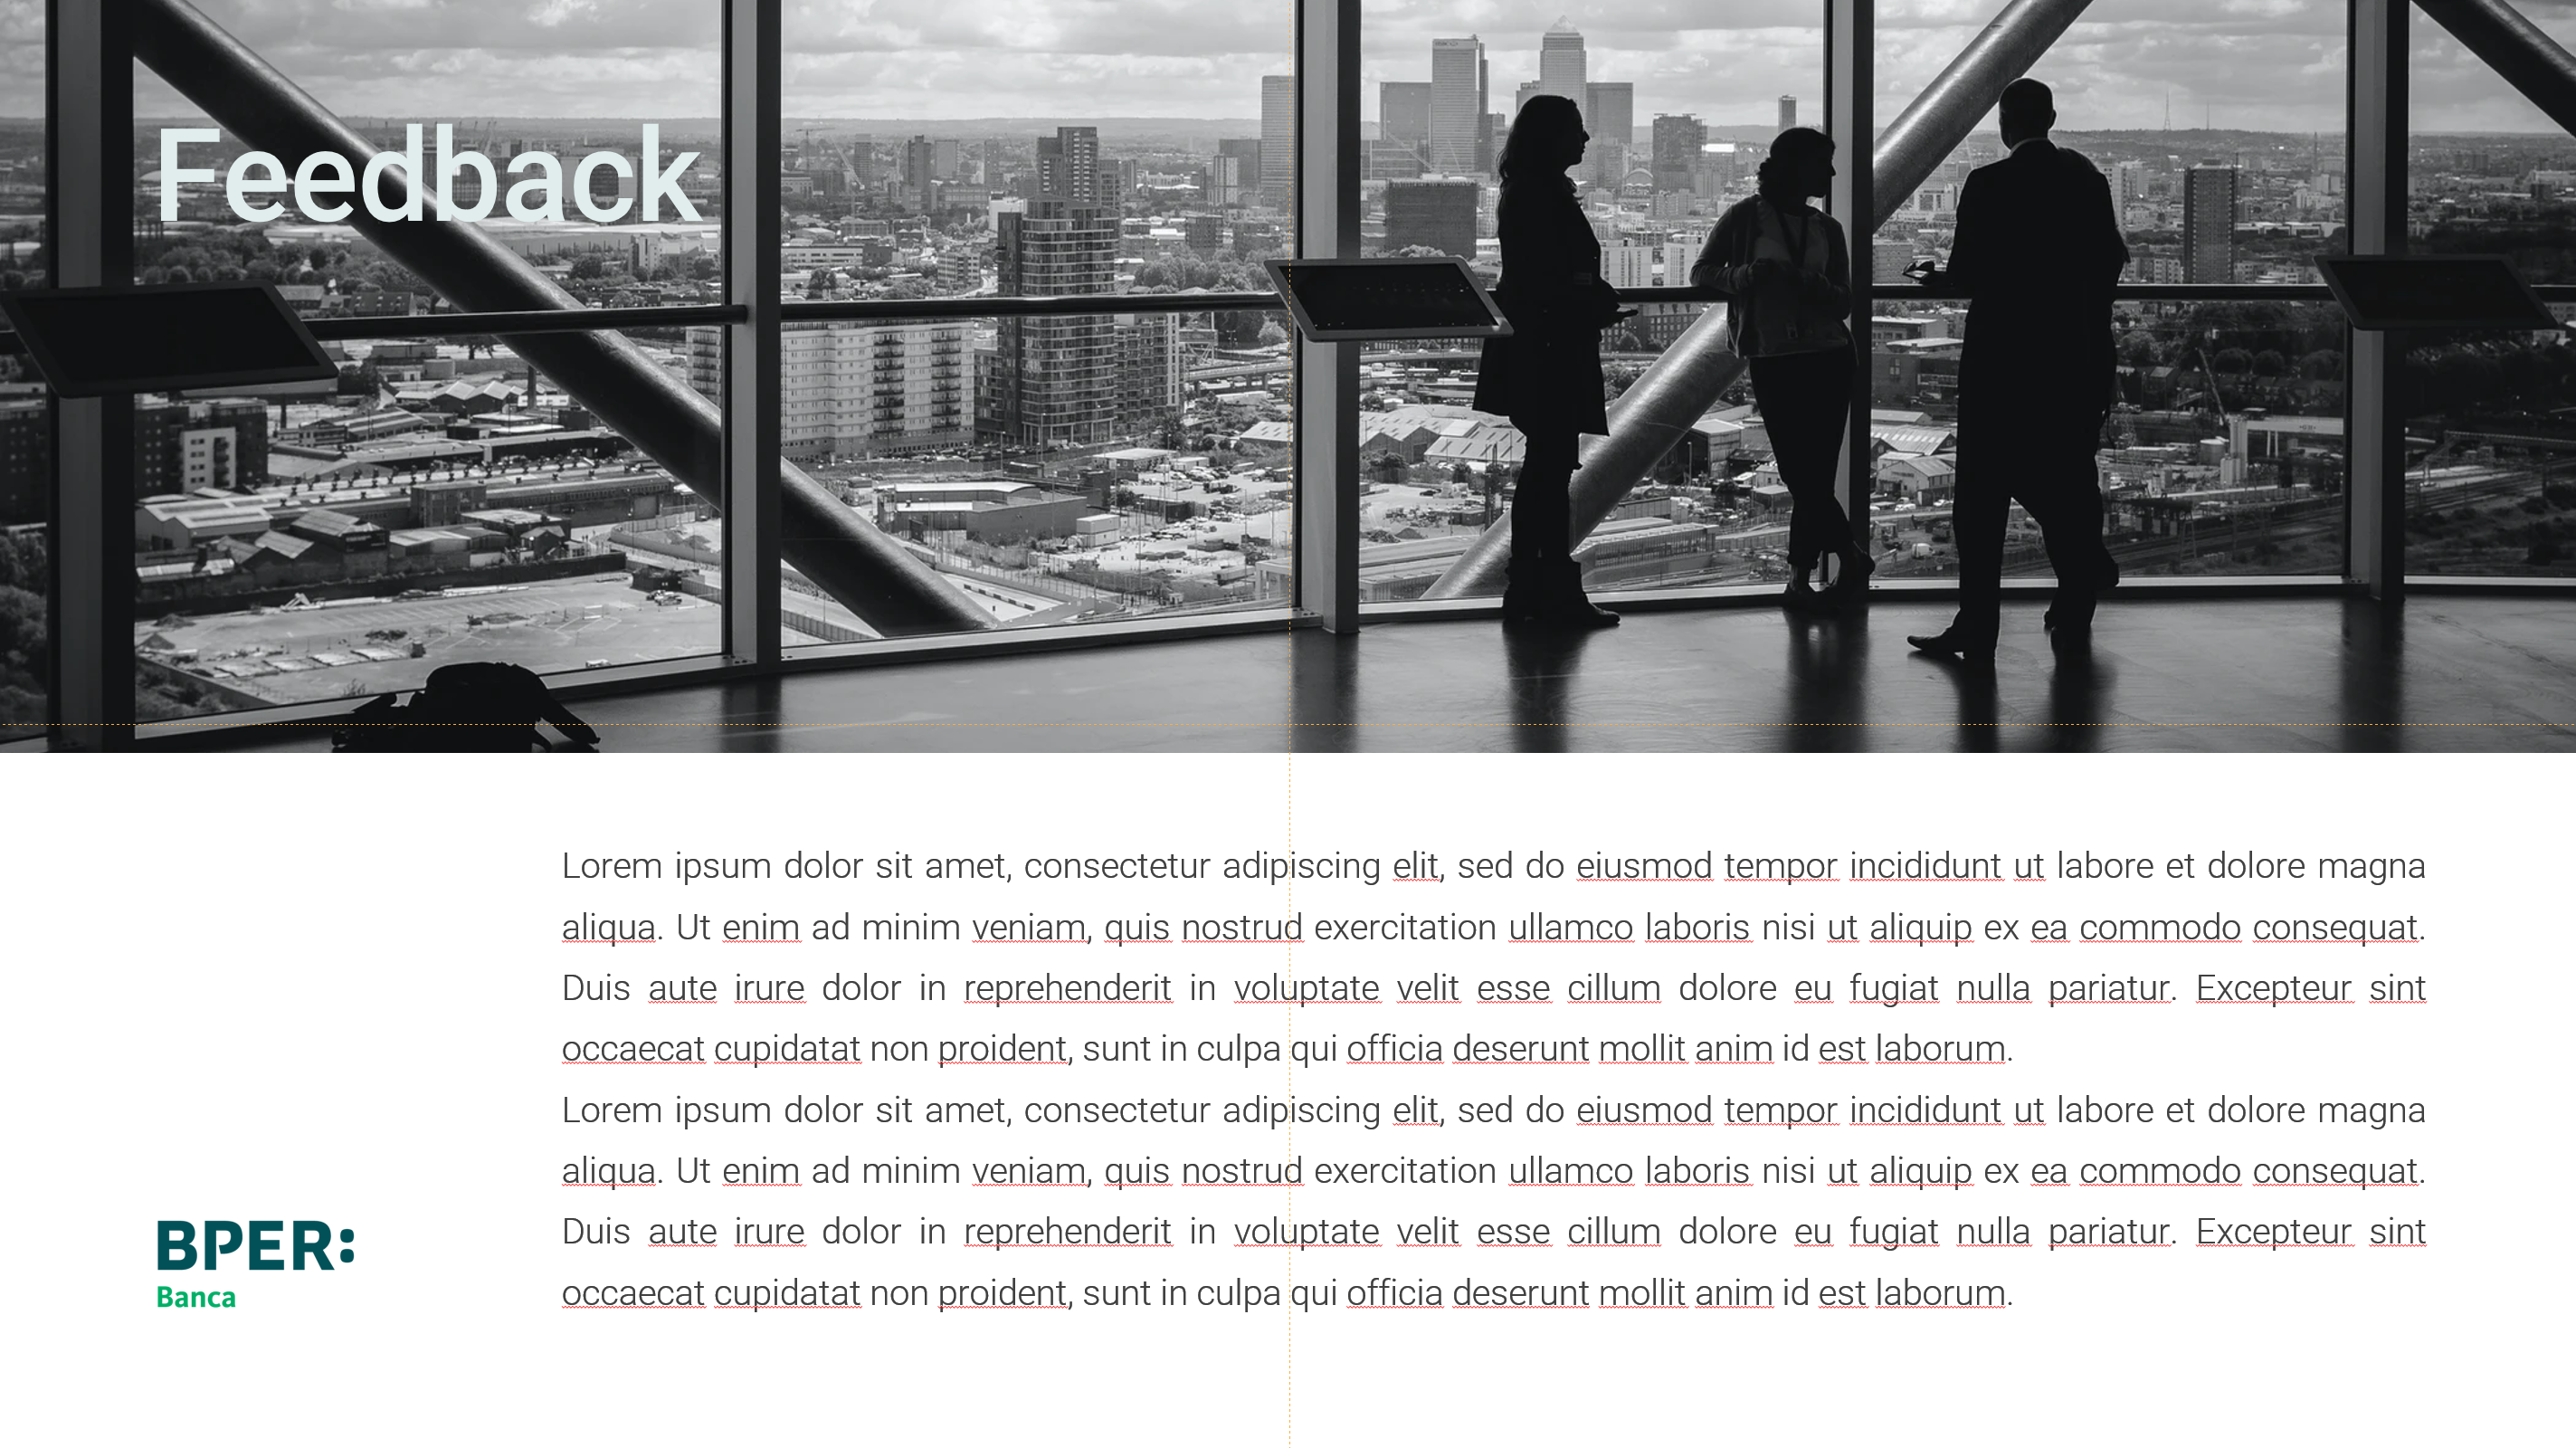 Feedback
Lorem ipsum dolor sit amet, consectetur adipiscing elit, sed do eiusmod tempor incididunt ut labore et dolore magna
aliqua. Ut enim ad minim veniam, quis nostrud exercitation ullamco laboris nisi ut aliquip ex ea commodo consequat.
Duis aute irure dolor in reprehenderit in voluptate velit esse cillum dolore eu fugiat nulla pariatur. Excepteur sint
occaecat cupidatat non proident, sunt in culpa qui officia deserunt mollit anim id est laborum.
Lorem ipsum dolor sit amet, consectetur adipiscing elit, sed do eiusmod tempor incididunt ut labore et dolore magna
aliqua. Ut enim ad minim veniam, quis nostrud exercitation ullamco laboris nisi ut aliquip ex ea commodo consequat.
Duis aute irure dolor in reprehenderit in voluptate velit esse cillum dolore eu fugiat nulla pariatur. Excepteur sint
occaecat cupidatat non proident, sunt in culpa qui officia deserunt mollit anim id est laborum.
BPER:
Banca